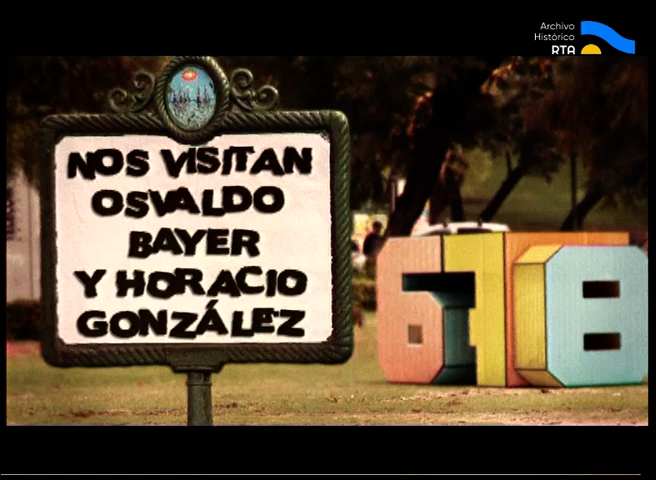 Archivo
Histórico
RTA
NOS VISITAN
OSVALDO
BAYER
Y HORACIO
GONZÁLEZ
678